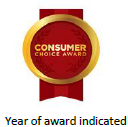 CONSUMER
CHOICE AWARD
Year of award indicated